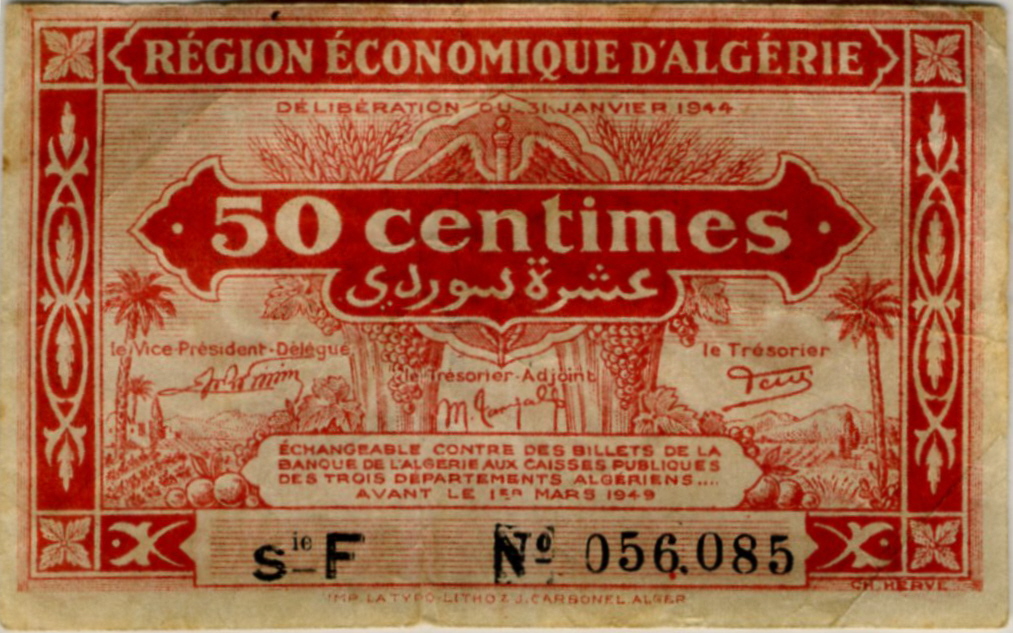 RÉGION ÉCONOMIQUE D'ALGÉRIE
DÉLIBÉRATION DU 31 JANVIER 1944
50 centimes
عشرة سوردي
le Vice-Président-Délégué
le Trésorier
le Trésorier-Adjoint
ÉCHANGEABLE CONTRE DES BILLETS DE LA
BANQUE DE L'ALGÉRIE AUX CAISSES PUBLIQUES
DES TROIS DÉPARTEMENTS ALGÉRIENS....
AVANT LE 1ER MARS 1949
Sie F No 056,085
CH. HERVÉ
IMP. LA TYPO-LITHO & J. CARBONEL. ALGER